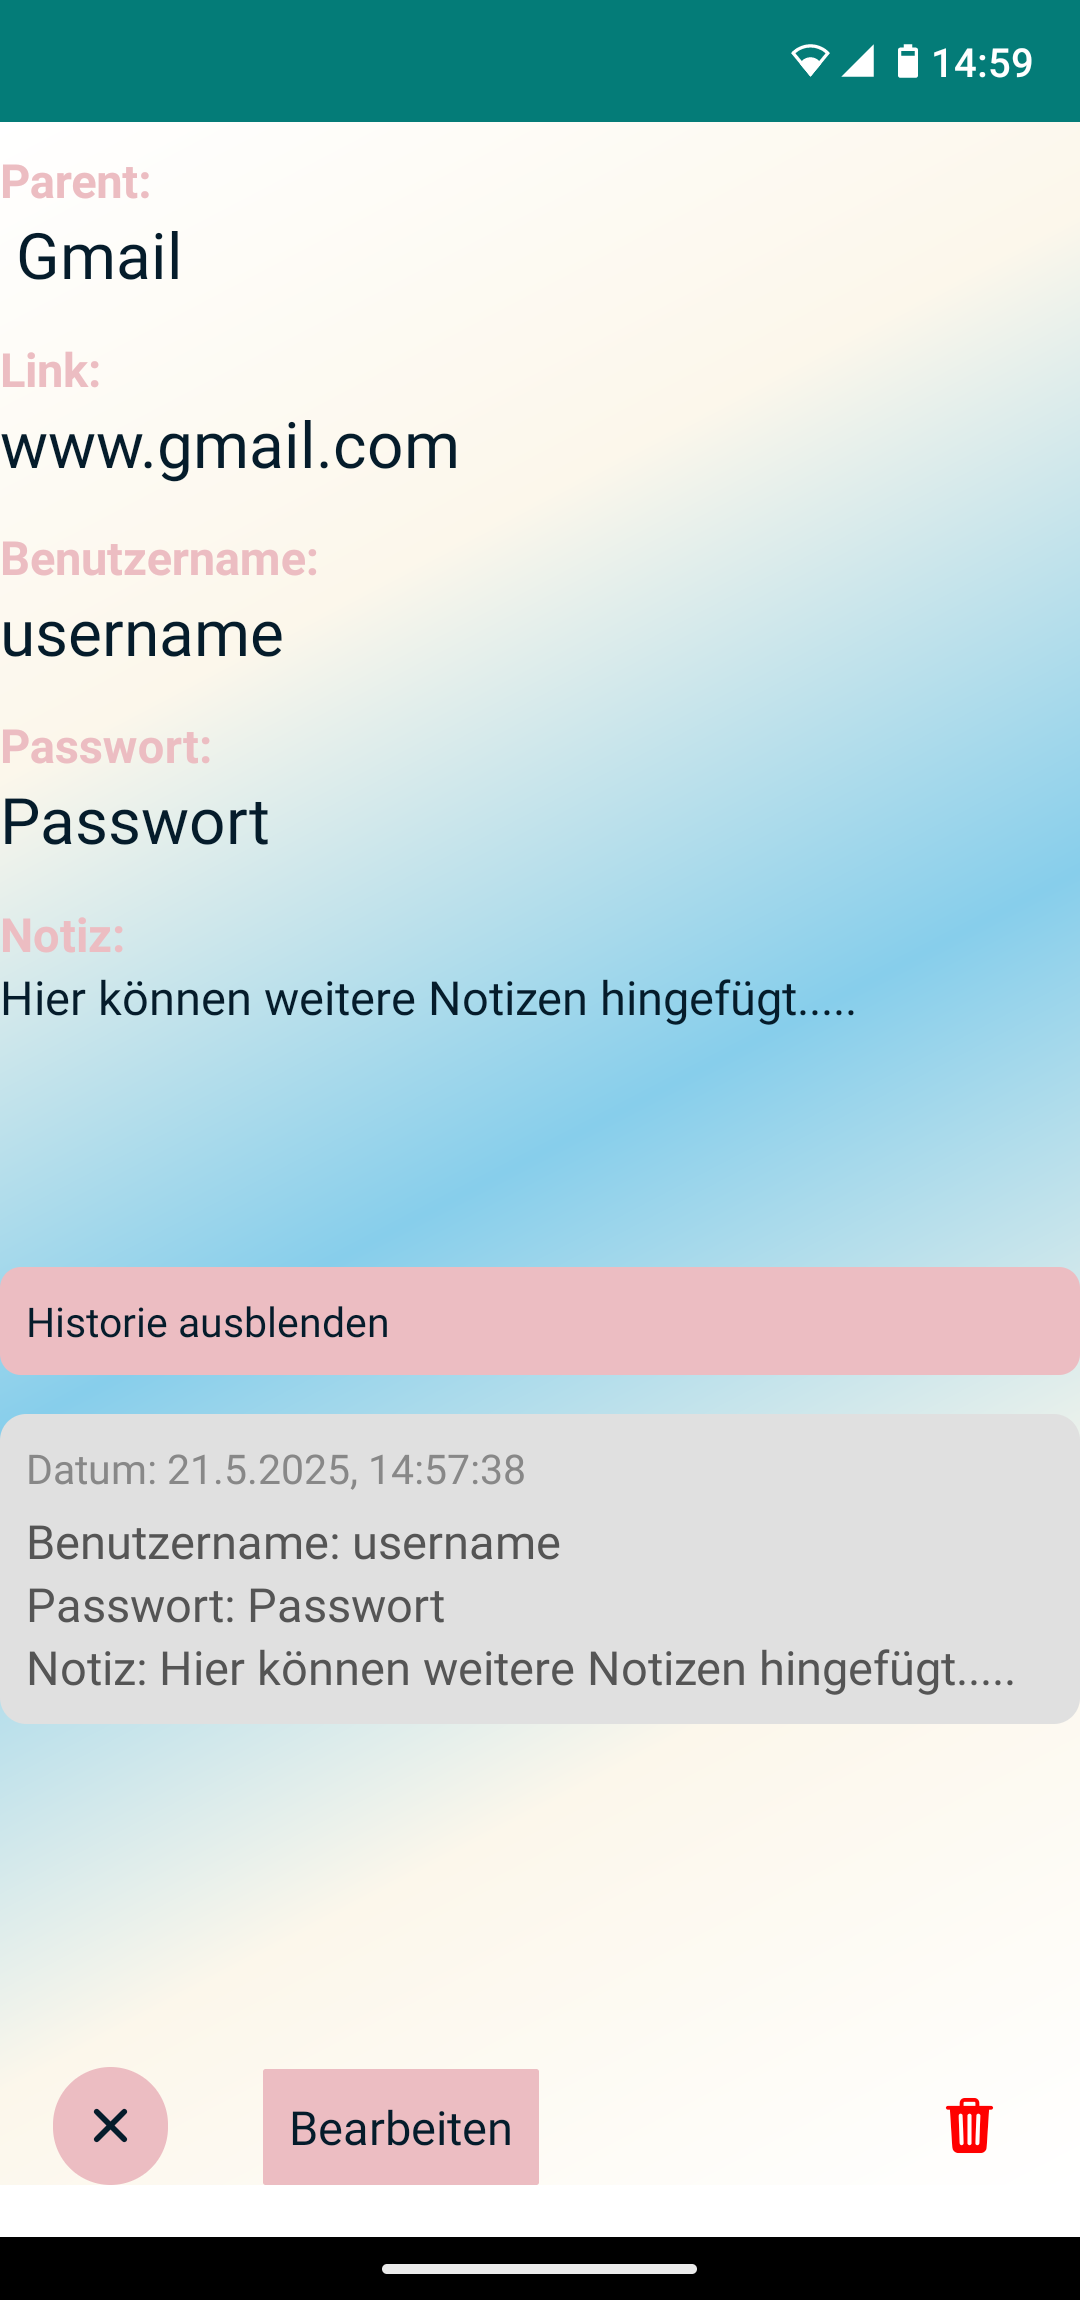 14:59
Parent:
Gmail
Link:
www.gmail.com
Benutzername:
username
Passwort:
Passwort
Notiz:
Hier können weitere Notizen hingefügt.....
Historie ausblenden
Datum: 21.5.2025, 14:57:38
Benutzername: username
Passwort: Passwort
Notiz: Hier können weitere Notizen hingefügt.....
Bearbeiten